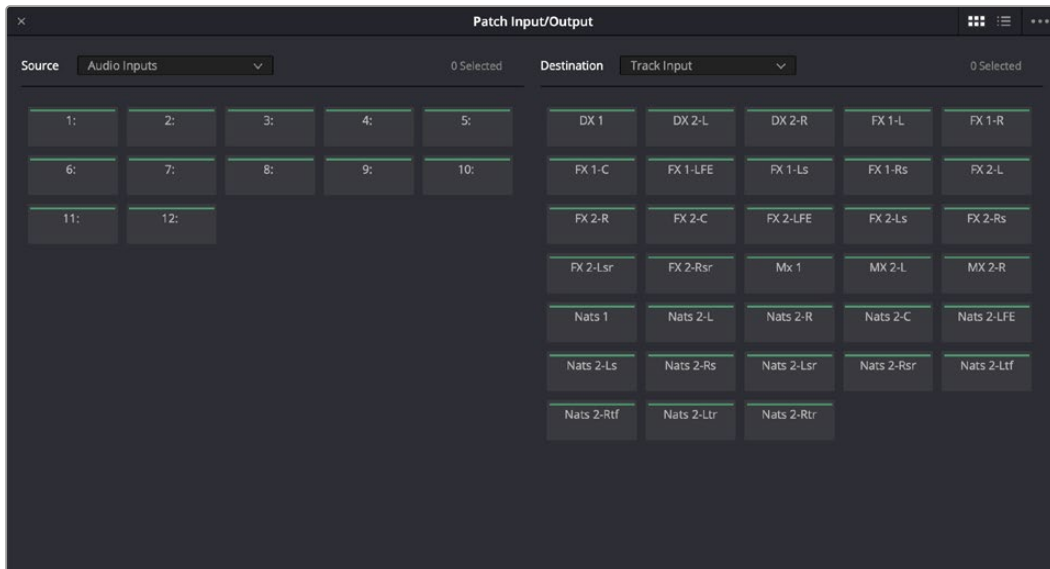 Patch Input/Output
Source Audio Inputs 0 Selected Destination Track Input 0 Selected
1: 2: 3: 4: 5:
6: 7: 8: 9: 10:
11: 12:
DX 1 DX 2-L DX 2-R FX 1-L FX 1-R
FX 1-C FX 1-LFE FX 1-Ls FX 1-Rs FX 2-L
FX 2-R FX 2-C FX 2-LFE FX 2-Ls FX 2-Rs
FX 2-Lsr FX 2-Rsr Mx 1 MX 2-L MX 2-R
Nats 1 Nats 2-L Nats 2-R Nats 2-C Nats 2-LFE
Nats 2-Ls Nats 2-Rs Nats 2-Lsr Nats 2-Rsr Nats 2-Ltf
Nats 2-Rtf Nats 2-Ltr Nats 2-Rtr